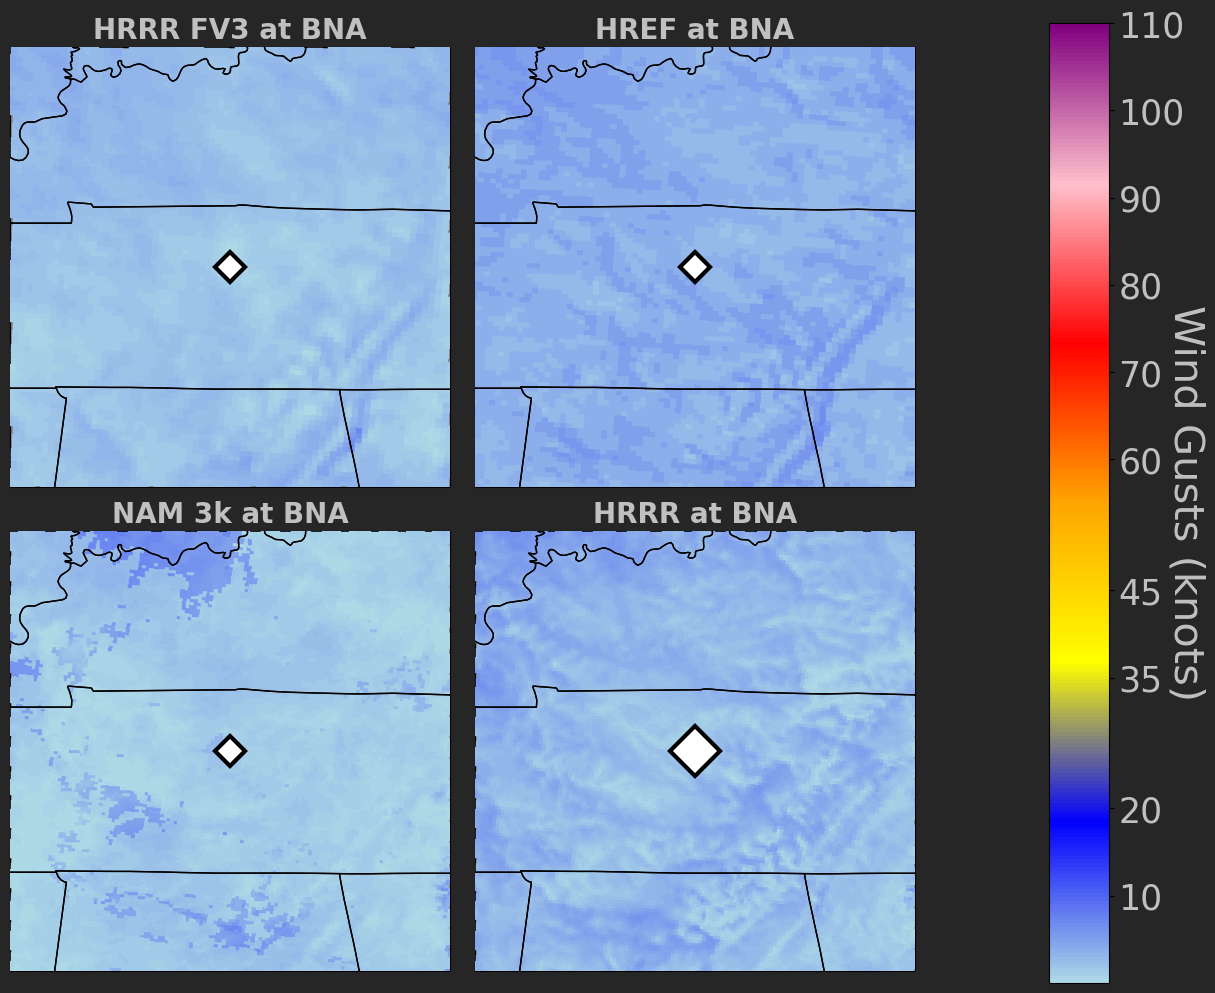 HRRR FV3 at BNA
HREF at BNA
NAM 3k at BNA
HRRR at BNA
110
100
90
80
70
60
45
35
20
10
Wind Gusts (knots)